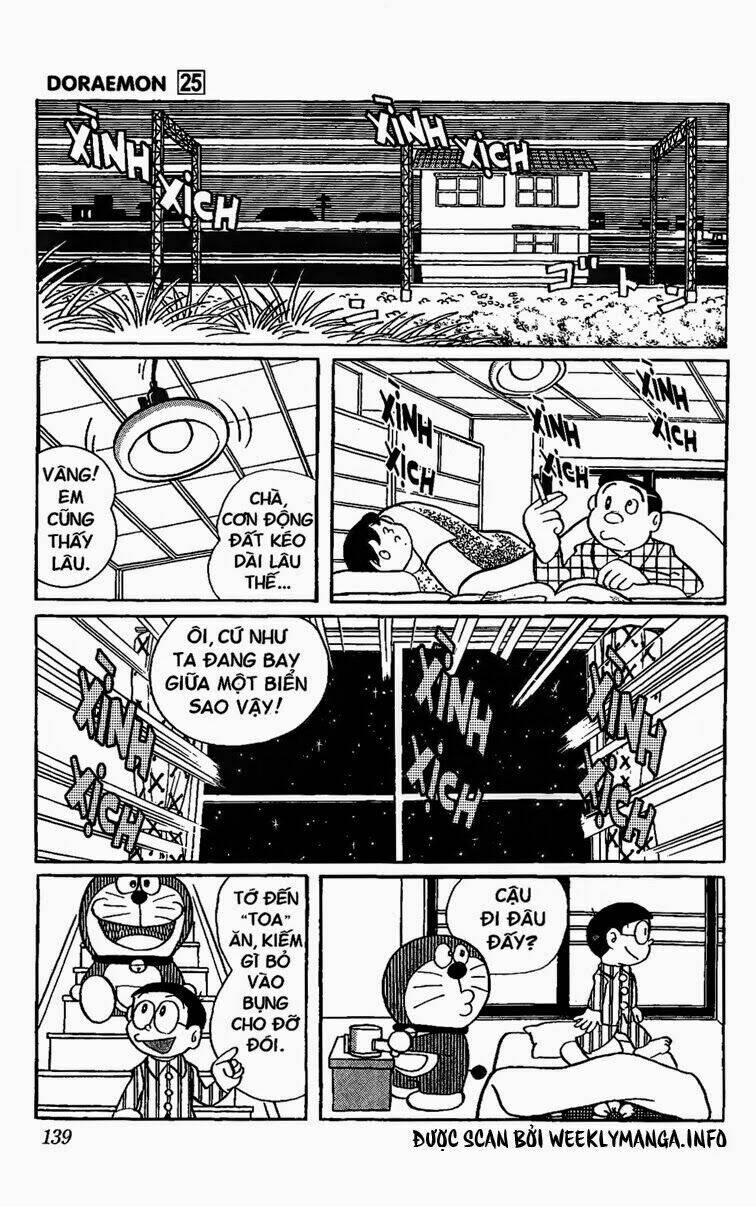 DORAEMON 25
XÌNH
XỊCH
XÌNH
XỊCH
ゴトン
VÂNG!
EM
CŨNG
THẤY
LÂU.
CHÀ,
CƠN ĐỘNG
ĐẤT KÉO
DÀI LÂU
THẾ...
XÌNH
XỊCH
XÌNH
XỊCH
XÌNH
XỊCH
ÔI, CỨ NHƯ
TA ĐANG BAY
GIỮA MỘT BIỂN
SAO VẬY!
XÌNH
XỊCH
XÌNH
XỊCH
XÌNH
XỊCH
TỚ ĐẾN
"TOA"
ĂN, KIẾM
GÌ BỎ
VÀO
BỤNG
CHO ĐỠ
ĐÓI.
CẬU
ĐI ĐÂU
ĐẤY?
139
ĐƯỢC SCAN BỞI WEEKLYMANGA.INFO